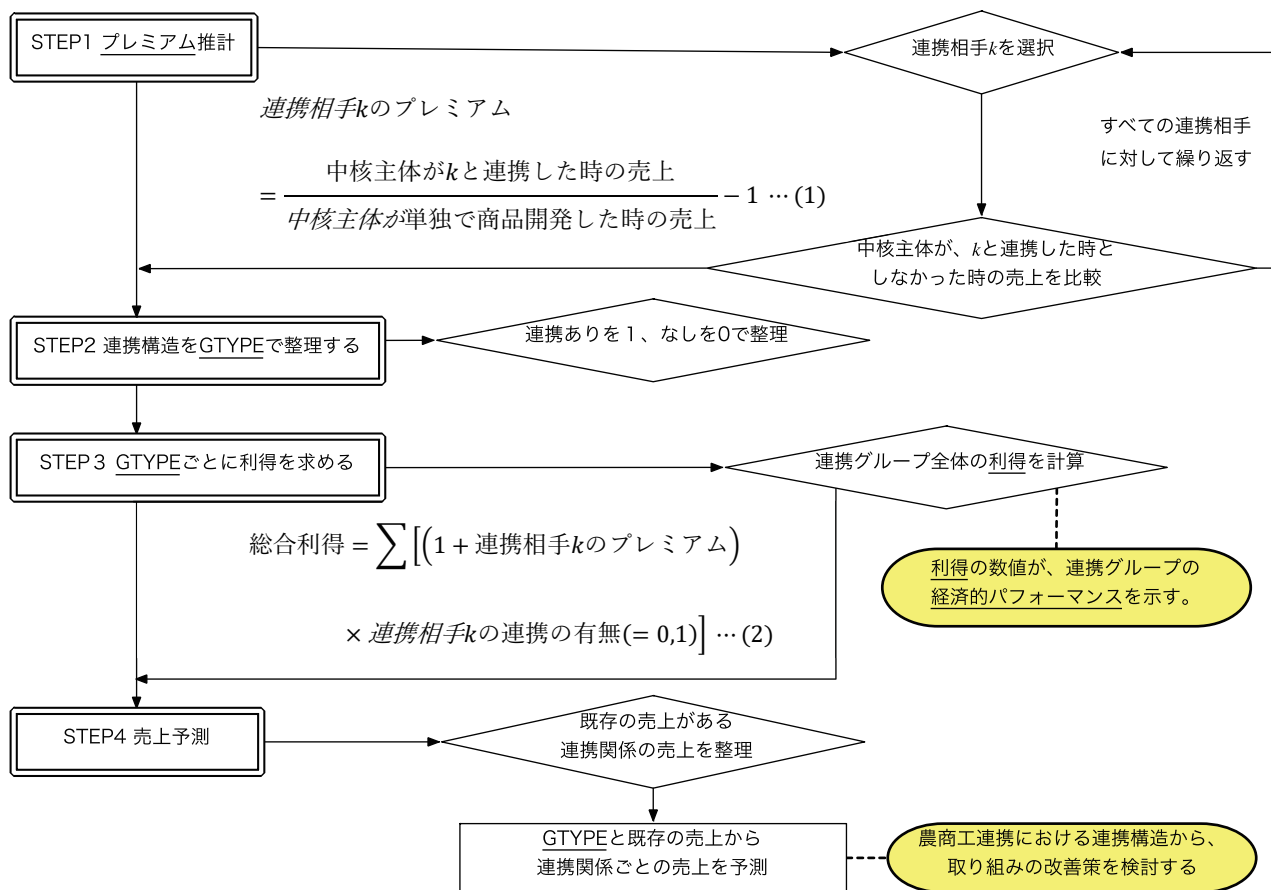 STEP1 プレミアム推計
連携相手kを選択
すべての連携相手
に対して繰り返す
連携相手kのプレミアム
= 中核主体がkと連携した時の売上 / 中核主体が単独で商品開発した時の売上 − 1 …(1)
中核主体が、kと連携した時と
しなかった時の売上を比較
STEP2 連携構造をGTYPEで整理する
連携ありを１、なしを0で整理
STEP３ GTYPEごとに利得を求める
連携グループ全体の利得を計算
総合利得 = ∑[(1 + 連携相手kのプレミアム)
× 連携相手kの連携の有無(= 0,1)] …(2)
利得の数値が、連携グループの
経済的パフォーマンスを示す。
STEP4 売上予測
既存の売上がある
連携関係の売上を整理
GTYPEと既存の売上から
連携関係ごとの売上を予測
農商工連携における連携構造から、
取り組みの改善策を検討する